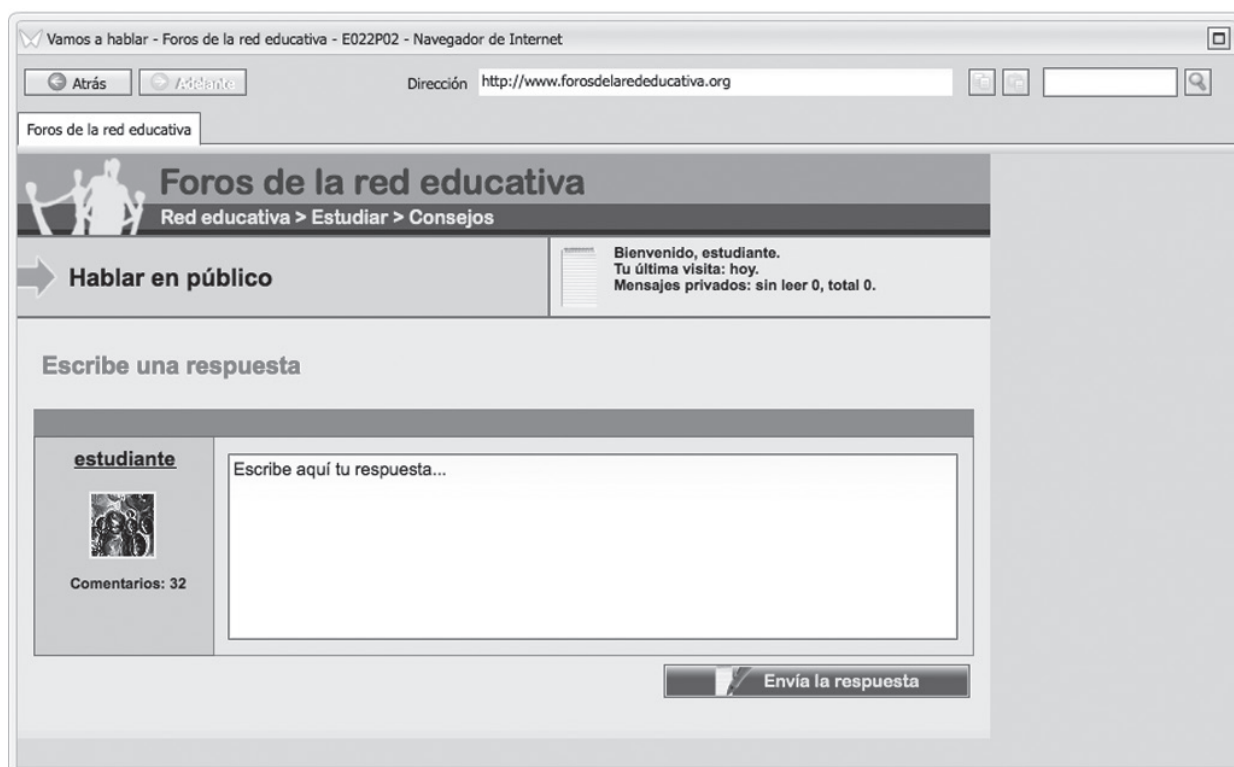 Vamos a hablar - Foros de la red educativa - E022P02 - Navegador de Internet
Atrás
Adelante
Dirección
http://www.forosdelarededucativa.org
Foros de la red educativa
Foros de la red educativa
Red educativa > Estudiar > Consejos
Hablar en público
Bienvenido, estudiante.
Tu última visita: hoy.
Mensajes privados: sin leer 0, total 0.
Escribe una respuesta
estudiante
Comentarios: 32
Escribe aquí tu respuesta...
Envía la respuesta